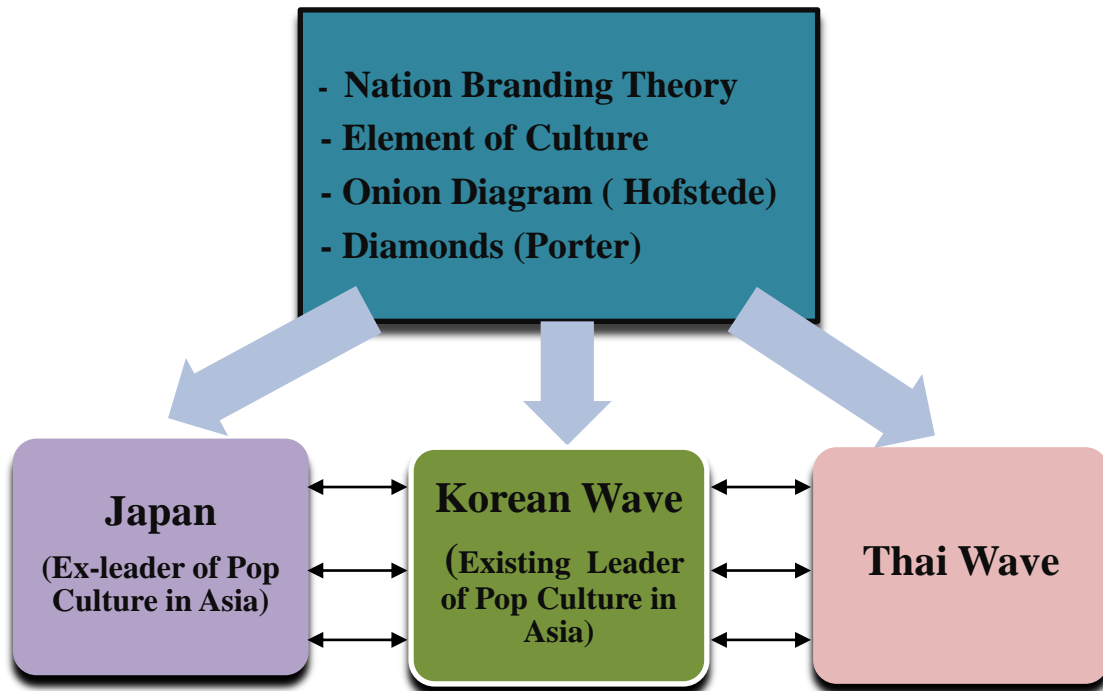 - Nation Branding Theory
- Element of Culture
- Onion Diagram ( Hofstede)
- Diamonds (Porter)
Japan
(Ex-leader of Pop
Culture in Asia)
Korean Wave
(Existing Leader
of Pop Culture in
Asia)
Thai Wave